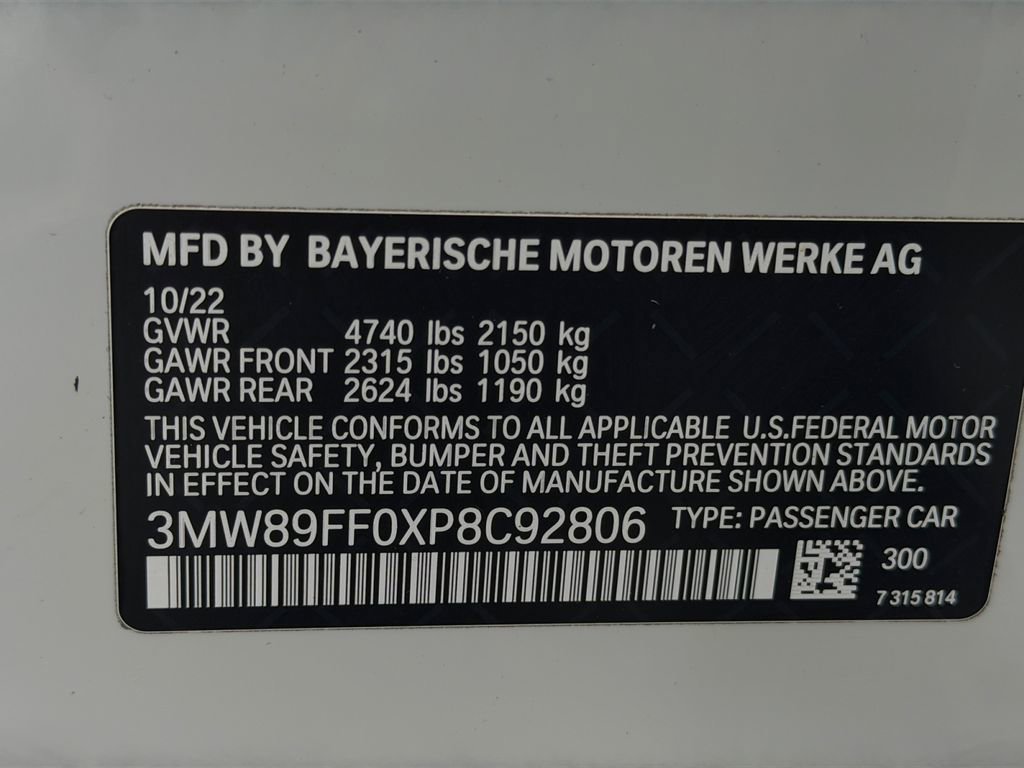 MFD BY BAYERISCHE MOTOREN WERKE AG
10/22
GVWR 4740 lbs 2150 kg
GAWR FRONT 2315 lbs 1050 kg
GAWR REAR 2624 lbs 1190 kg
THIS VEHICLE CONFORMS TO ALL APPLICABLE U.S.FEDERAL MOTOR
VEHICLE SAFETY, BUMPER AND THEFT PREVENTION STANDARDS
IN EFFECT ON THE DATE OF MANUFACTURE SHOWN ABOVE.
3MW89FF0XP8C92806 TYPE: PASSENGER CAR
300
7 315 814